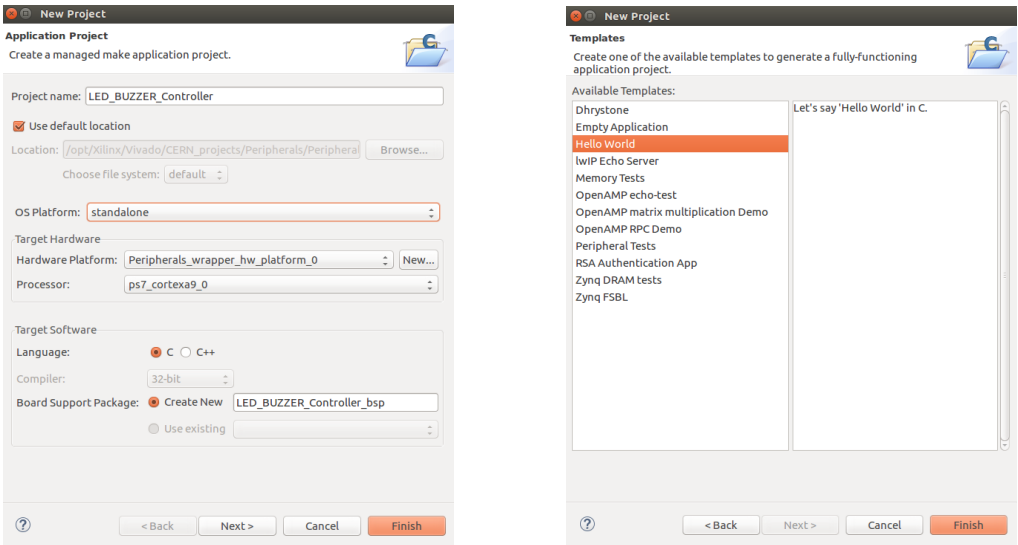 New Project
Application Project
Create a managed make application project.
Project name: LED_BUZZER_Controller
Use default location
Location: /opt/Xilinx/Vivado/CERN_projects/Peripherals/Periphera Browse...
Choose file system: default
OS Platform: standalone
Target Hardware
Hardware Platform: Peripherals_wrapper_hw_platform_0 New...
Processor: ps7_cortexa9_0
Target Software
Language: C C++
Compiler: 32-bit
Board Support Package: Create New LED_BUZZER_Controller_bsp
Use existing
? < Back Next > Cancel Finish
New Project
Templates
Create one of the available templates to generate a fully-functioning
application project.
Available Templates:
Dhrystone
Empty Application
Hello World
lwIP Echo Server
Memory Tests
OpenAMP echo-test
OpenAMP matrix multiplication Demo
OpenAMP RPC Demo
Peripheral Tests
RSA Authentication App
Zynq DRAM tests
Zynq FSBL
Let's say 'Hello World' in C.
? < Back Next > Cancel Finish